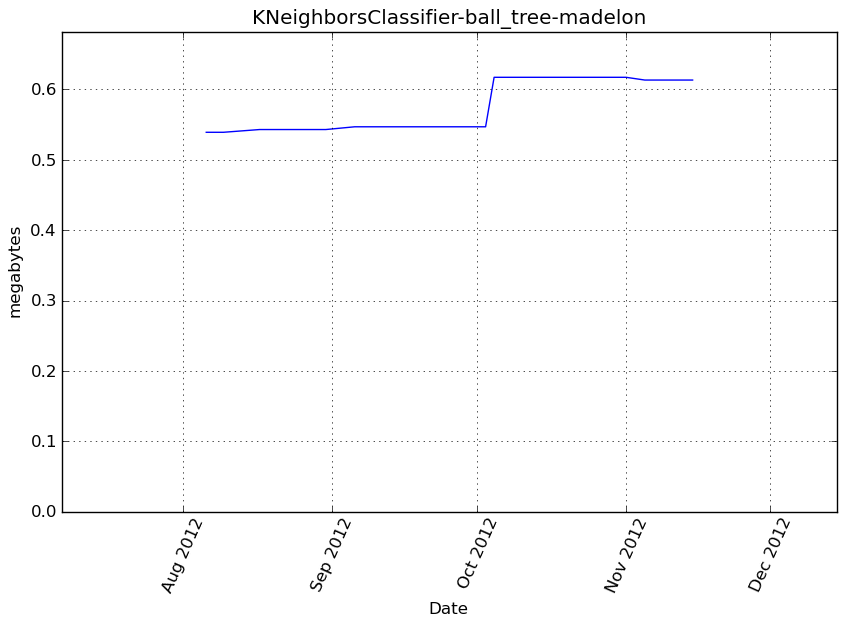 KNeighborsClassifier-ball_tree-madelon
megabytes
0.6
0.5
0.4
0.3
0.2
0.1
0.0
Aug 2012
Sep 2012
Oct 2012
Nov 2012
Dec 2012
Date